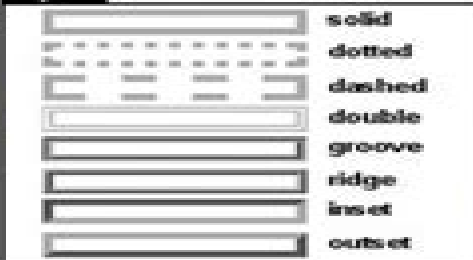 solid
dotted
dashed
double
groove
ridge
inset
outset